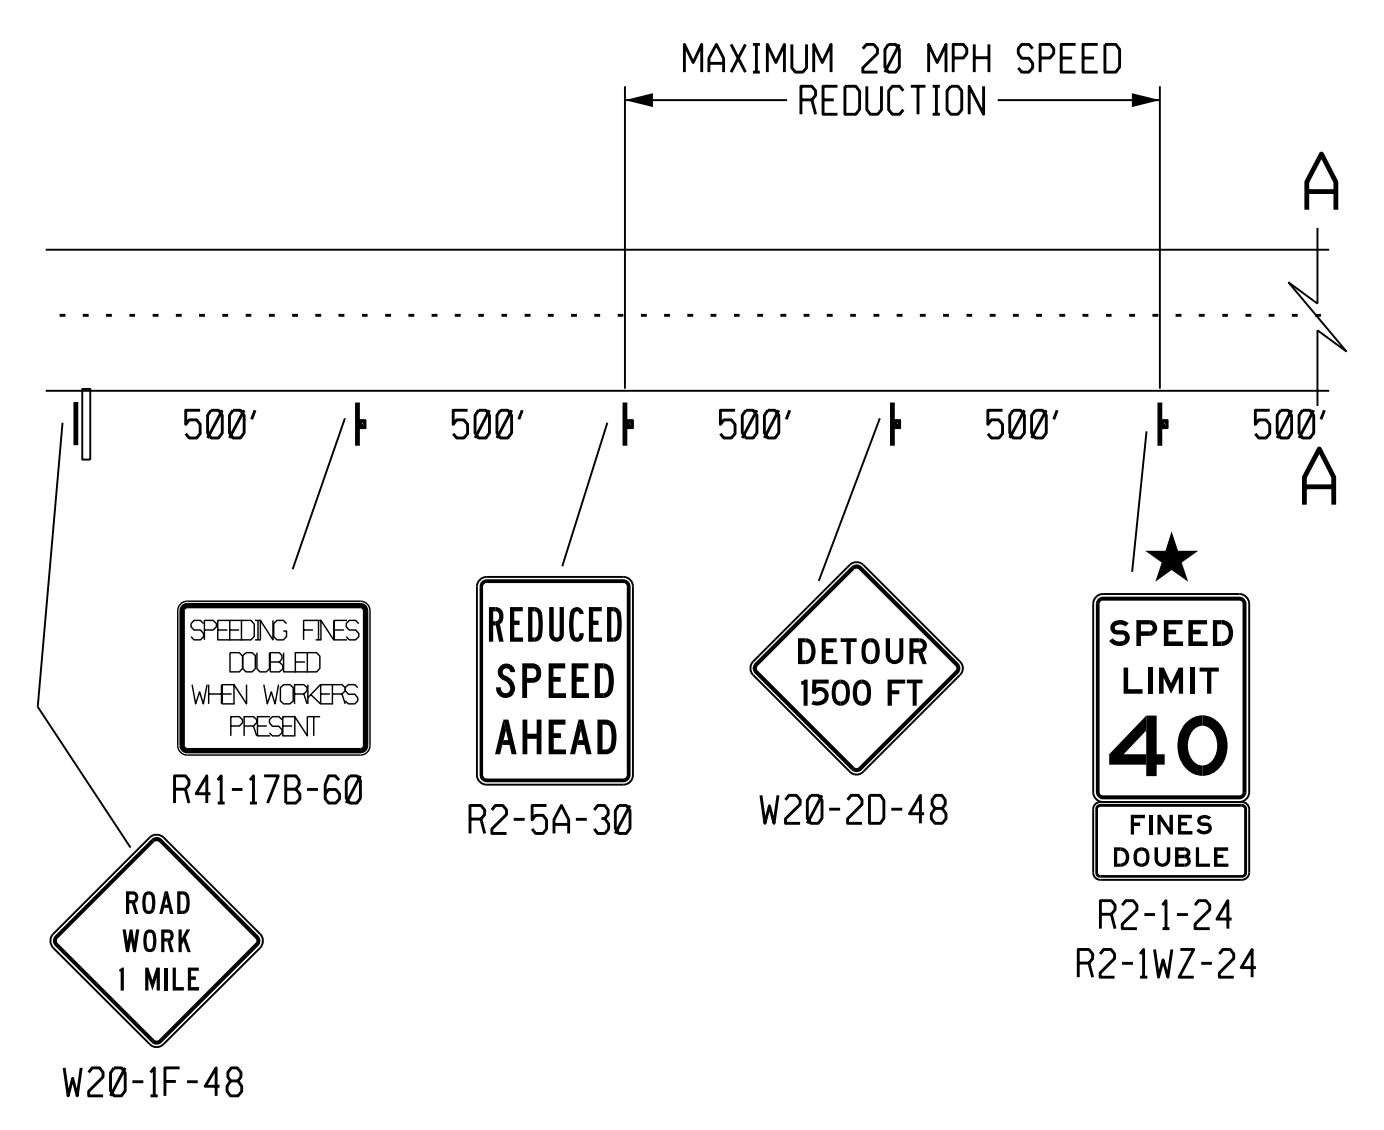 MAXIMUM 20 MPH SPEED
REDUCTION
A
500' 500' 500' 500' 500'
A
SPEEDING FINES
DOUBLED
WHEN WORKERS
PRESENT
R41-17B-60
REDUCED
SPEED
AHEAD
R2-5A-30
DETOUR
1500 FT
W20-2D-48
SPEED
LIMIT
40
FINES
DOUBLE
R2-1-24
R2-1WZ-24
ROAD
WORK
1 MILE
W20-1F-48